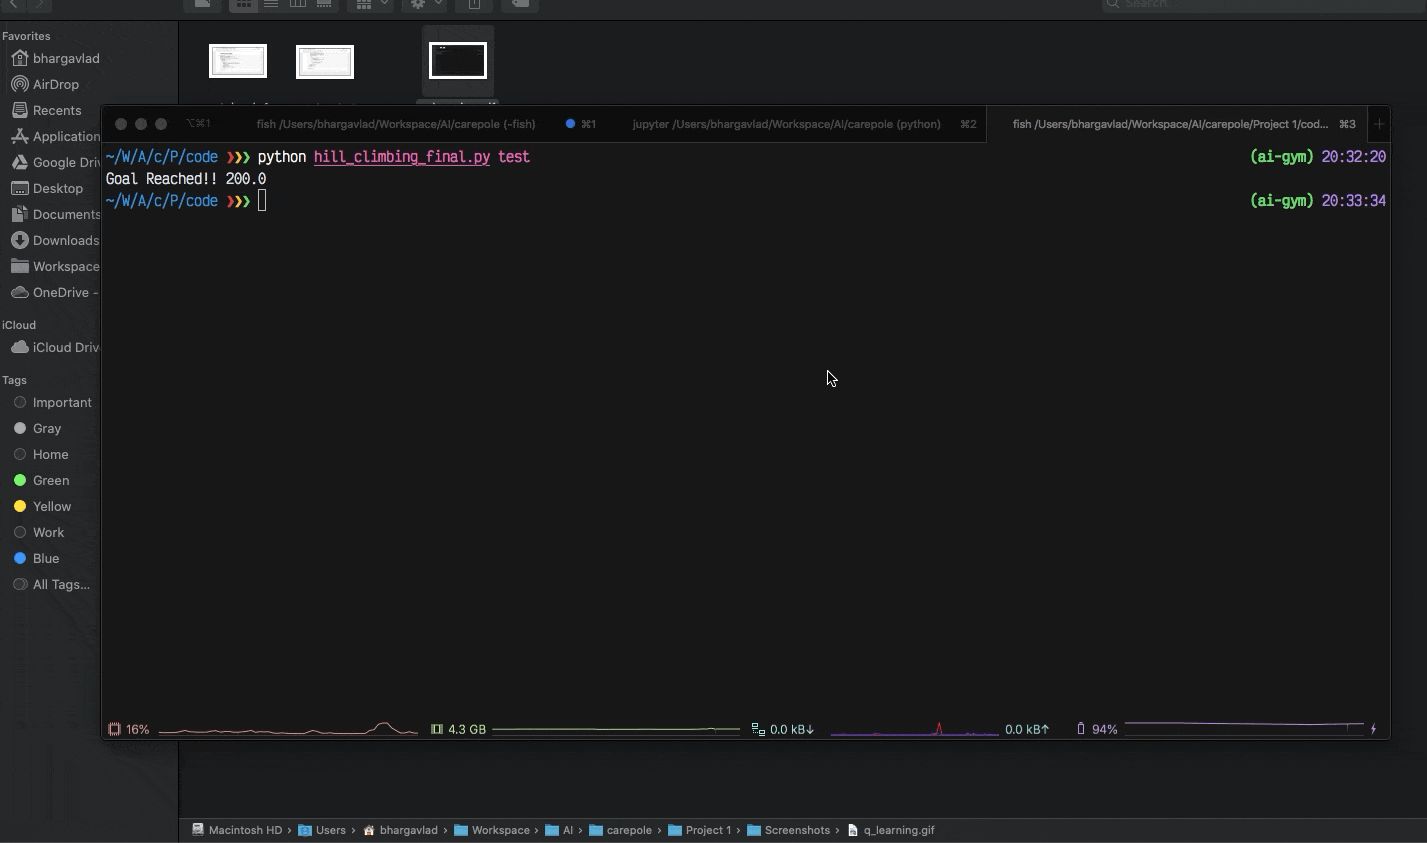 Search
Favorites
bhargavlad
AirDrop
Recents
Application
Google Driv
Desktop
Documents
Downloads
Workspace
OneDrive -
iCloud
iCloud Driv
Tags
Important
Gray
Home
Green
Yellow
Work
Blue
All Tags...
⌥⌘1
fish /Users/bhargavlad/Workspace/AI/carepole (-fish)
⌘1
jupyter /Users/bhargavlad/Workspace/AI/carepole (python)
⌘2
fish /Users/bhargavlad/Workspace/AI/carepole/Project 1/cod... ⌘3
~/W/A/c/P/code ❯❯❯ python hill_climbing_final.py test (ai-gym) 20:32:20
Goal Reached!! 200.0
~/W/A/c/P/code ❯❯❯ (ai-gym) 20:33:34
16% 4.3 GB 0.0 kB↓ 0.0 kB↑ 94%
Macintosh HD › Users › bhargavlad › Workspace › AI › carepole › Project 1 › Screenshots › q_learning.gif